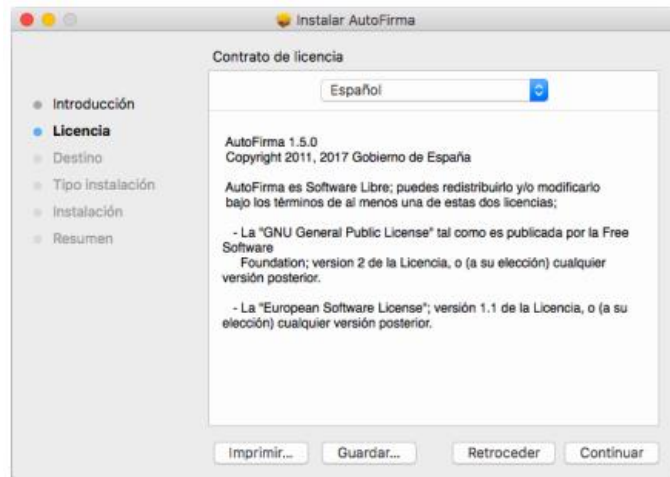 Instalar AutoFirma
Contrato de licencia
Español
Introducción
Licencia
Destino
Tipo instalación
Instalación
Resumen
AutoFirma 1.5.0
Copyright 2011, 2017 Gobierno de España
AutoFirma es Software Libre; puedes redistribuirlo y/o modificarlo
bajo los términos de al menos una de estas dos licencias;
- La "GNU General Public License" tal como es publicada por la Free
Software
Foundation; version 2 de la Licencia, o (a su elección) cualquier
versión posterior.
- La "European Software License"; versión 1.1 de la Licencia, o (a su
elección) cualquier versión posterior.
Imprimir...
Guardar...
Retroceder
Continuar